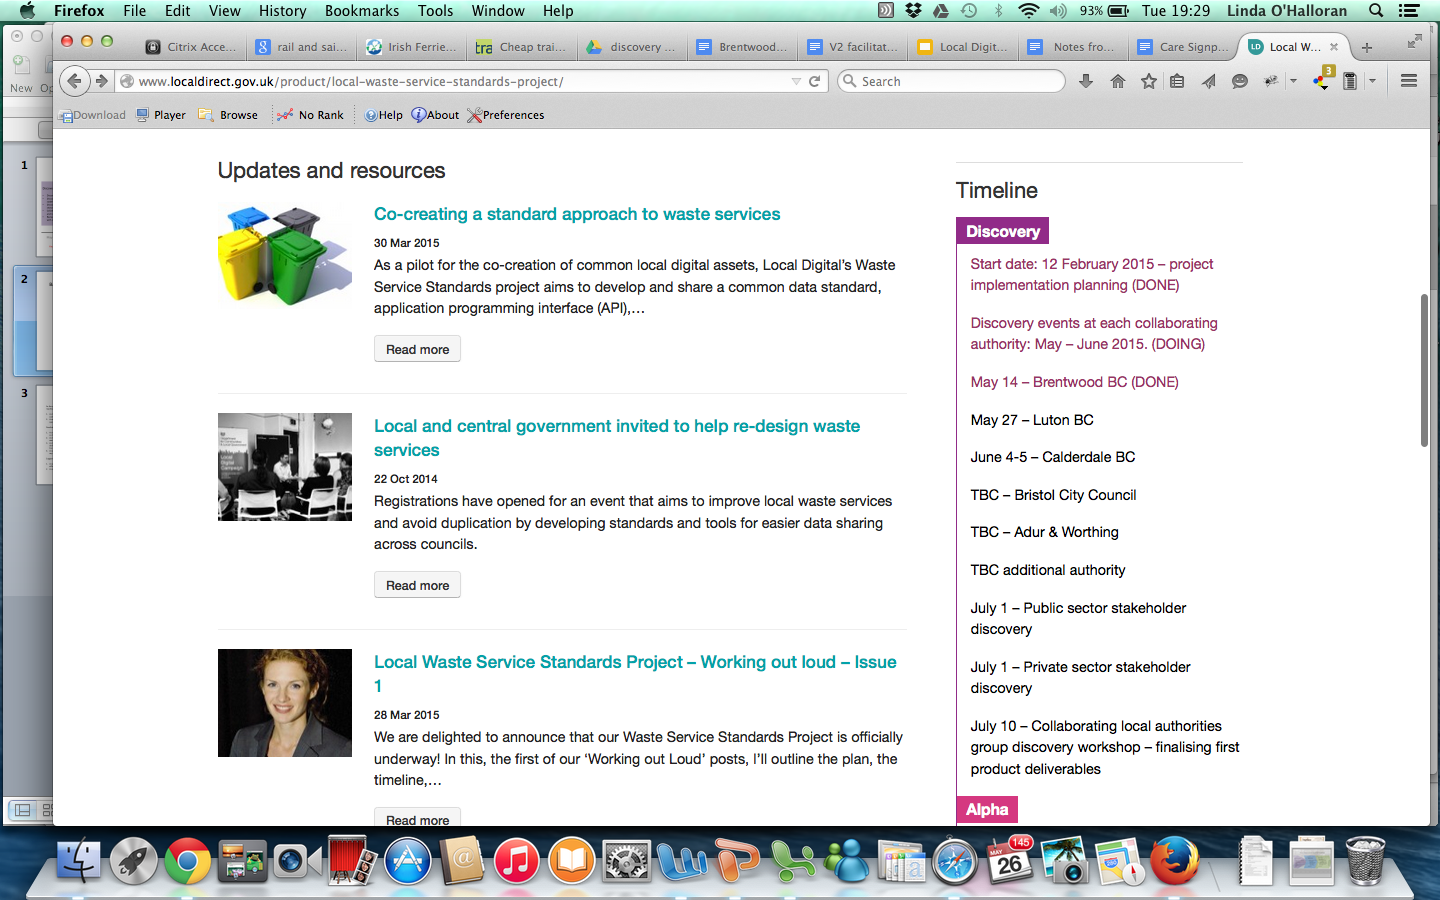 Firefox File Edit View History Bookmarks Tools Window Help 93% Tue 19:29 Linda O'Halloran
Citrix Acce... rail and sai... Irish Ferrie... Cheap trai... discovery ... Brentwood... V2 facilitat... Local Digit... Notes fro... Care Signp... Local W...
New
www.localdirect.gov.uk/product/local-waste-service-standards-project/
Search
3
Download Player Browse No Rank Help About Preferences
1
2
3
Updates and resources
Co-creating a standard approach to waste services
30 Mar 2015
As a pilot for the co-creation of common local digital assets, Local Digital’s Waste
Service Standards project aims to develop and share a common data standard,
application programming interface (API),…
Read more
Local and central government invited to help re-design waste
services
22 Oct 2014
Registrations have opened for an event that aims to improve local waste services
and avoid duplication by developing standards and tools for easier data sharing
across councils.
Read more
Local Waste Service Standards Project – Working out loud – Issue
1
28 Mar 2015
We are delighted to announce that our Waste Service Standards Project is officially
underway! In this, the first of our ‘Working out Loud’ posts, I’ll outline the plan, the
timeline,…
Read more
Timeline
Discovery
Start date: 12 February 2015 – project
implementation planning (DONE)
Discovery events at each collaborating
authority: May – June 2015. (DOING)
May 14 – Brentwood BC (DONE)
May 27 – Luton BC
June 4-5 – Calderdale BC
TBC – Bristol City Council
TBC – Adur & Worthing
TBC additional authority
July 1 – Public sector stakeholder
discovery
July 1 – Private sector stakeholder
discovery
July 10 – Collaborating local authorities
group discovery workshop – finalising first
product deliverables
Alpha
145
MAY
26